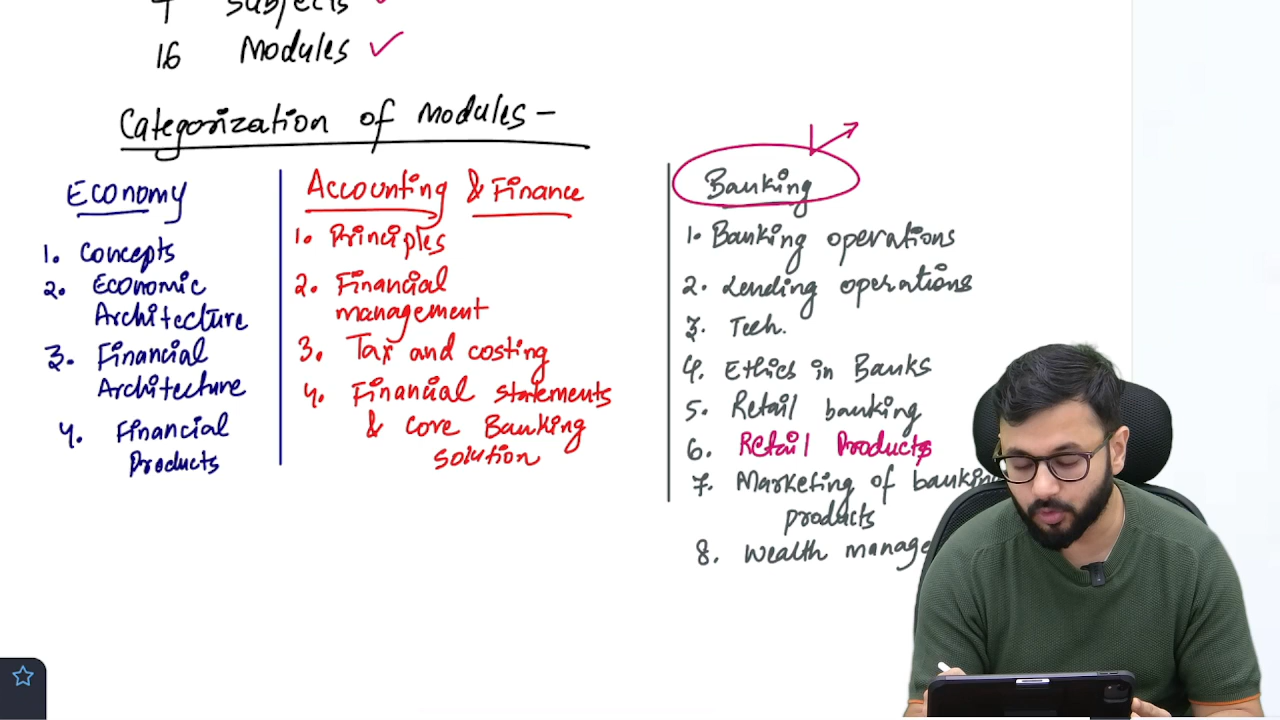 Subjects
16 Modules
Categorization of modules -
Economy
1. Concepts
2. Economic
Architecture
3. Financial
Architecture
4. Financial
Products
Accounting & Finance
1. Principles
2. Financial
management
3. Tax and costing
4. Financial statements
& core Banking
solution
Banking
1. Banking operations
2. Lending operations
3. Tech.
4. Ethics in Banks
5. Retail banking
6. Retail Products
7. Marketing of
products
8. Wealth